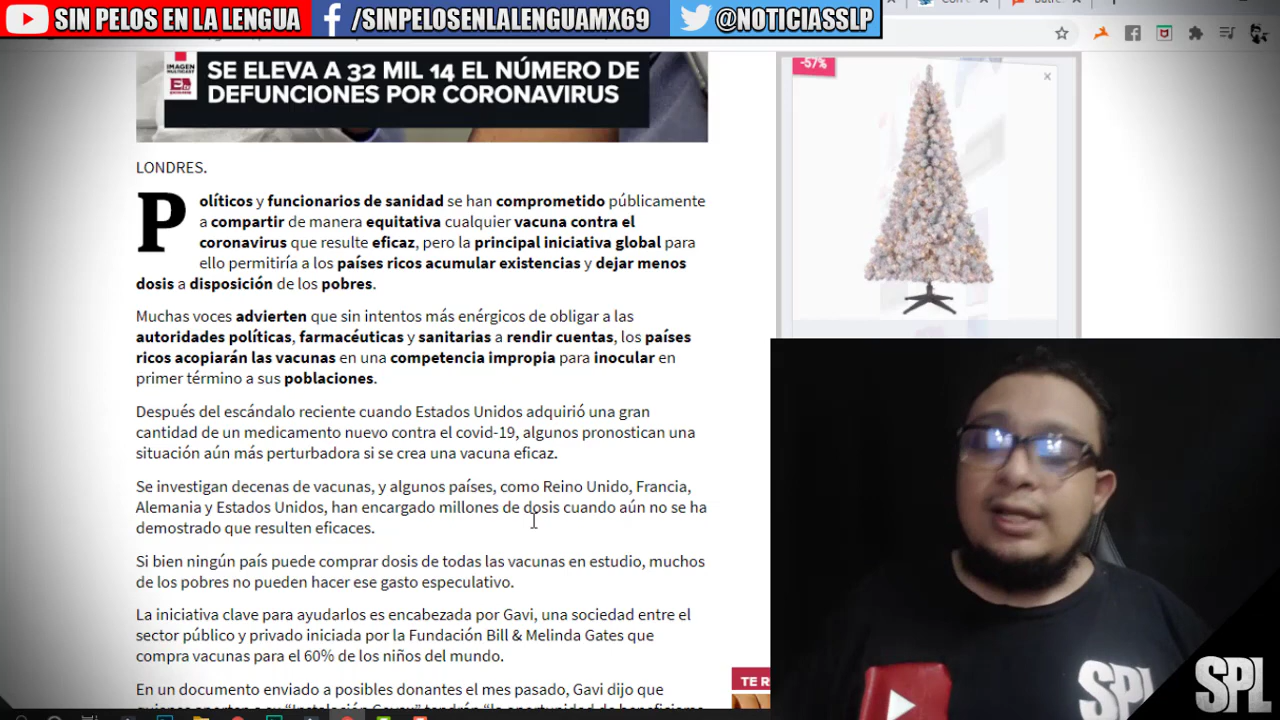 SIN PELOS EN LA LENGUA
/SINPELOSENLALENGUAMX69
@NOTICIASSLP
IMAGEN
MULTICAST
SE ELEVA A 32 MIL 14 EL NÚMERO DE
DEFUNCIONES POR CORONAVIRUS
-57%
LONDRES.
Políticos y funcionarios de sanidad se han comprometido públicamente
a compartir de manera equitativa cualquier vacuna contra el
coronavirus que resulte eficaz, pero la principal iniciativa global para
ello permitiría a los países ricos acumular existencias y dejar menos
dosis a disposición de los pobres.
Muchas voces advierten que sin intentos más enérgicos de obligar a las
autoridades políticas, farmacéuticas y sanitarias a rendir cuentas, los países
ricos acopiarán las vacunas en una competencia impropia para inocular en
primer término a sus poblaciones.
Después del escándalo reciente cuando Estados Unidos adquirió una gran
cantidad de un medicamento nuevo contra el covid-19, algunos pronostican una
situación aún más perturbadora si se crea una vacuna eficaz.
Se investigan decenas de vacunas, y algunos países, como Reino Unido, Francia,
Alemania y Estados Unidos, han encargado millones de dosis cuando aún no se ha
demostrado que resulten eficaces.
Si bien ningún país puede comprar dosis de todas las vacunas en estudio, muchos
de los pobres no pueden hacer ese gasto especulativo.
La iniciativa clave para ayudarlos es encabezada por Gavi, una sociedad entre el
sector público y privado iniciada por la Fundación Bill & Melinda Gates que
compra vacunas para el 60% de los niños del mundo.
En un documento enviado a posibles donantes el mes pasado, Gavi dijo que
TE R
SPL
SPL